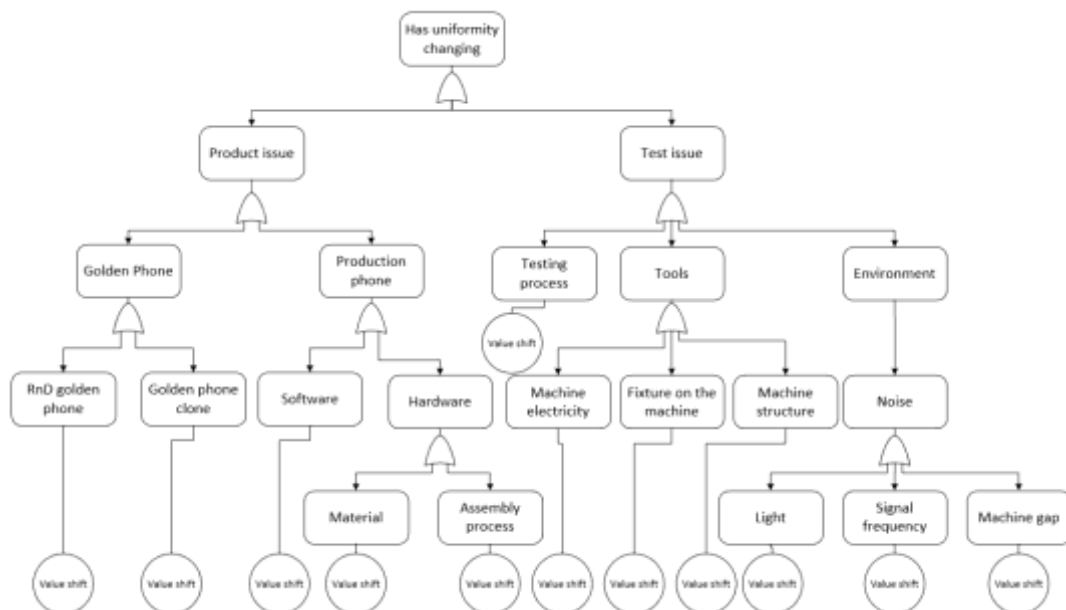 Has uniformity
changing
Product issue
Test issue
Golden Phone
Production
phone
Testing
process
Tools
Environment
Value shift
RnD golden
phone
Golden phone
clone
Software
Hardware
Machine
electricity
Fixture on the
machine
Machine
structure
Noise
Material
Assembly
process
Light
Signal
frequency
Machine gap
Value shift
Value shift
Value shift
Value shift
Value shift
Value shift
Value shift
Value shift
Value shift
Value shift
Value shift